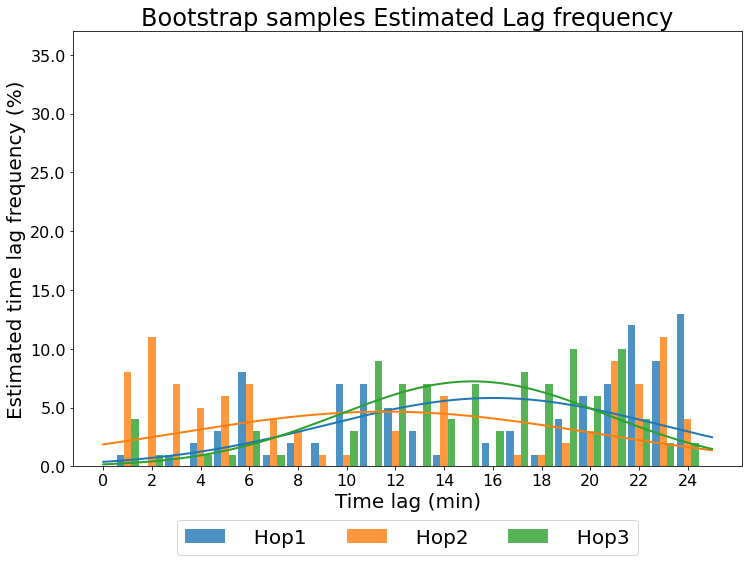 Bootstrap samples Estimated Lag frequency
Estimated time lag frequency (%)
35.0
30.0
25.0
20.0
15.0
10.0
5.0
0.0
0 2 4 6 8 10 12 14 16 18 20 22 24
Time lag (min)
Hop1 Hop2 Hop3